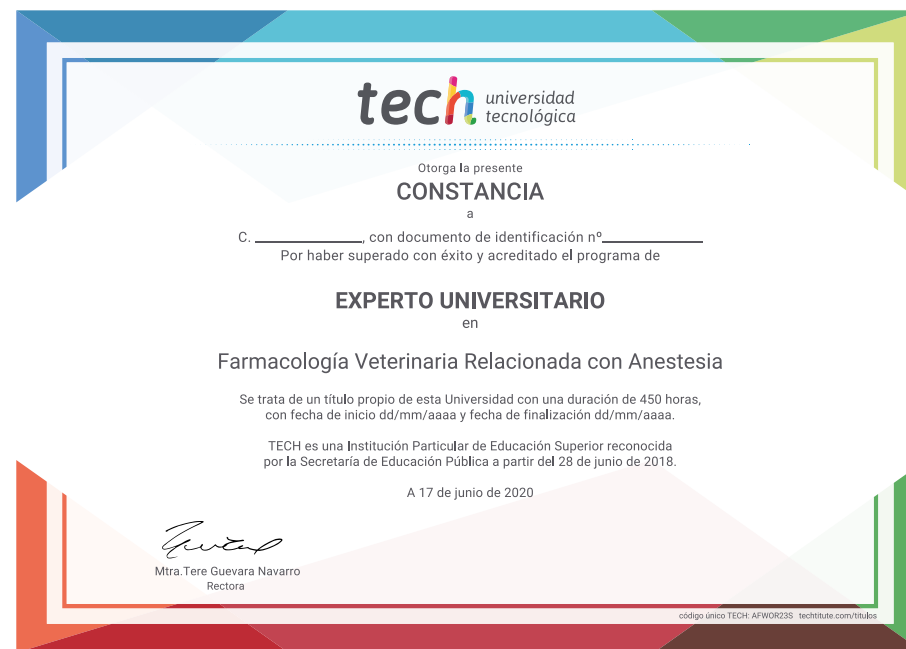 tech universidad
tecnológica
Otorga la presente
CONSTANCIA
a
C. ____________, con documento de identificación nº____________
Por haber superado con éxito y acreditado el programa de
EXPERTO UNIVERSITARIO
en
Farmacología Veterinaria Relacionada con Anestesia
Se trata de un título propio de esta Universidad con una duración de 450 horas,
con fecha de inicio dd/mm/aaaa y fecha de finalización dd/mm/aaaa.
TECH es una Institución Particular de Educación Superior reconocida
por la Secretaría de Educación Pública a partir del 28 de junio de 2018.
A 17 de junio de 2020
Mtra.Tere Guevara Navarro
Rectora
código único TECH: AFWOR23S techtitute.com/titulos